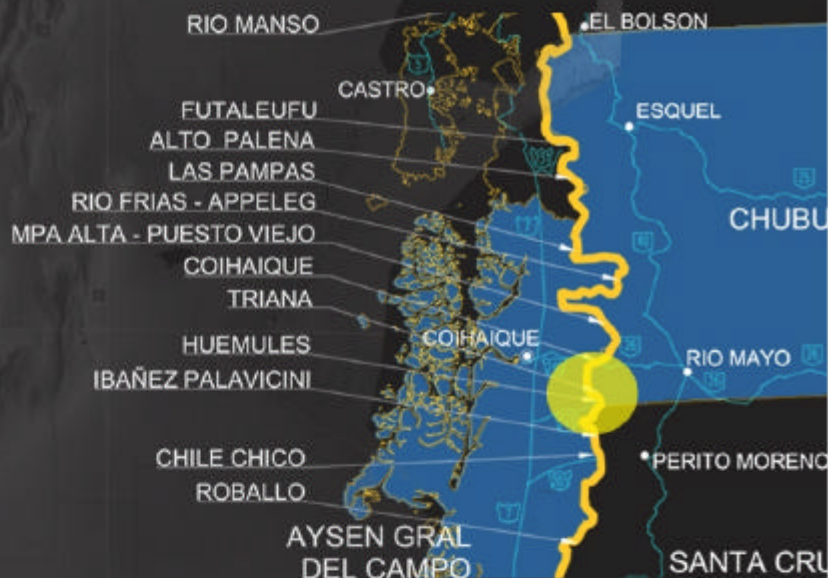 RIO MANSO
EL BOLSON
CASTRO
ESQUEL
FUTALEUFU
ALTO PALENA
LAS PAMPAS
RIO FRIAS - APPELEG
CHUBU
MPA ALTA - PUESTO VIEJO
COIHAIQUE
TRIANA
COIHAIQUE
HUEMULES
RIO MAYO
IBAÑEZ PALAVICINI
CHILE CHICO
PERITO MORENO
ROBALLO
AYSEN GRAL
DEL CAMPO
SANTA CRU